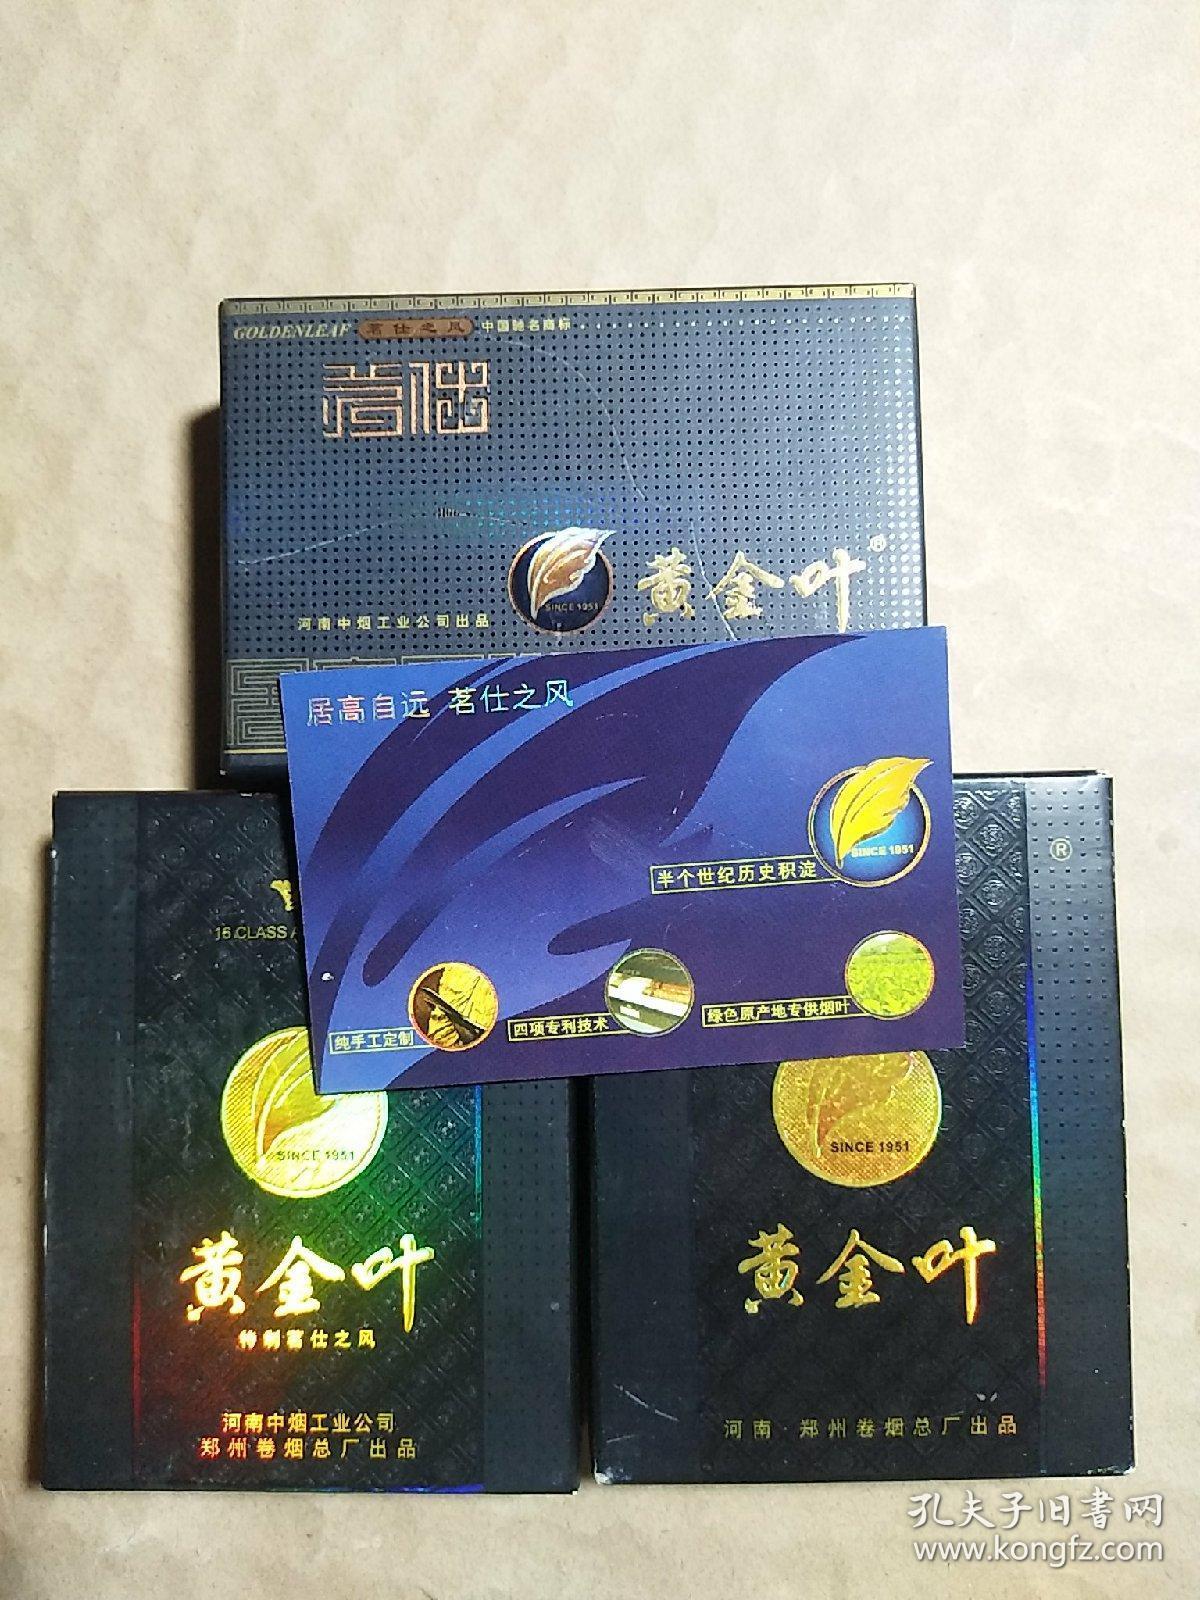 GOLDENLEAF 茗仕之风 中国驰名商标
茗仕
SINCE 1951
黄金叶®
河南中烟工业公司出品
居高自远 茗仕之风
SINCE 1951
半个世纪历史积淀
纯手工定制
四项专利技术
绿色原产地专供烟叶
15 CLASS A
SINCE 1951
黄金叶
特制茗仕之风
河南中烟工业公司
郑州卷烟总厂出品
®
SINCE 1951
黄金叶
河南·郑州卷烟总厂出品
孔夫子旧书网
www.kongfz.com